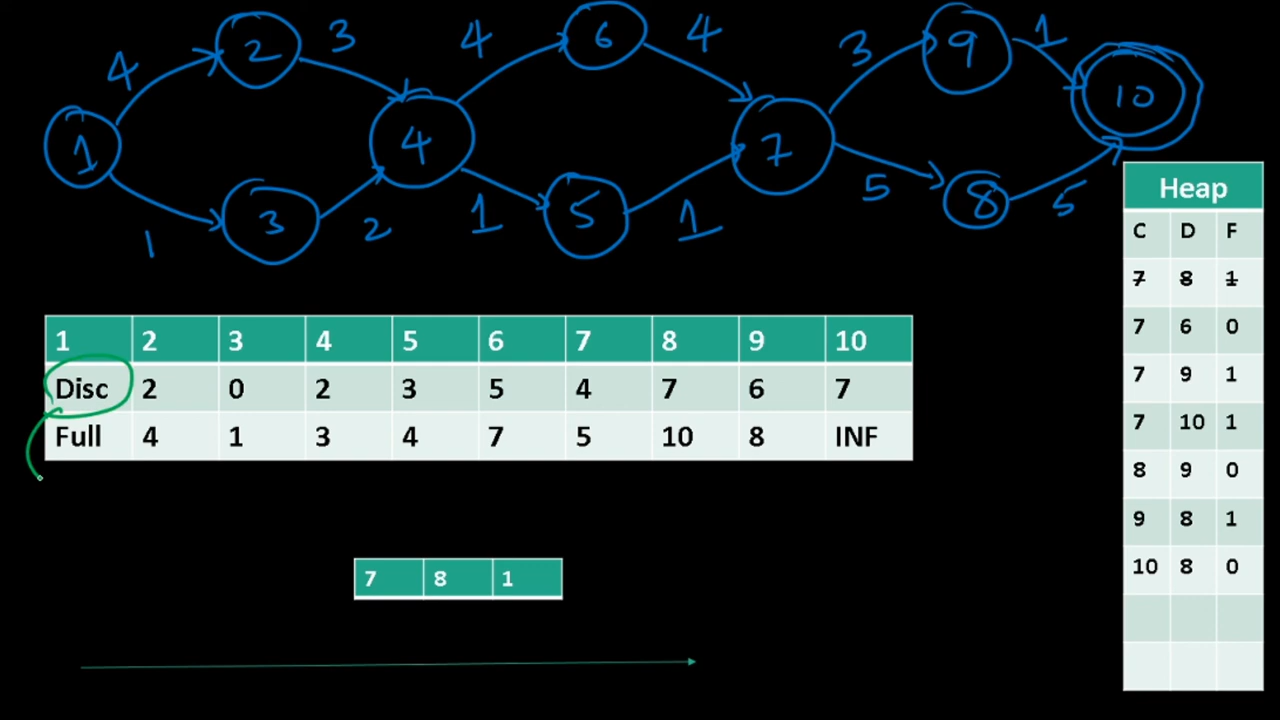 4 2 3 4 6 4 3 9 1 10
1 4 7
1 3 2 1 5 1 5 8 5
Heap
C D F
7 8 1
7 6 0
7 9 1
7 10 1
8 9 0
9 8 1
10 8 0
1 2 3 4 5 6 7 8 9 10
Disc 2 0 2 3 5 4 7 6 7
Full 4 1 3 4 7 5 10 8 INF
7 8 1